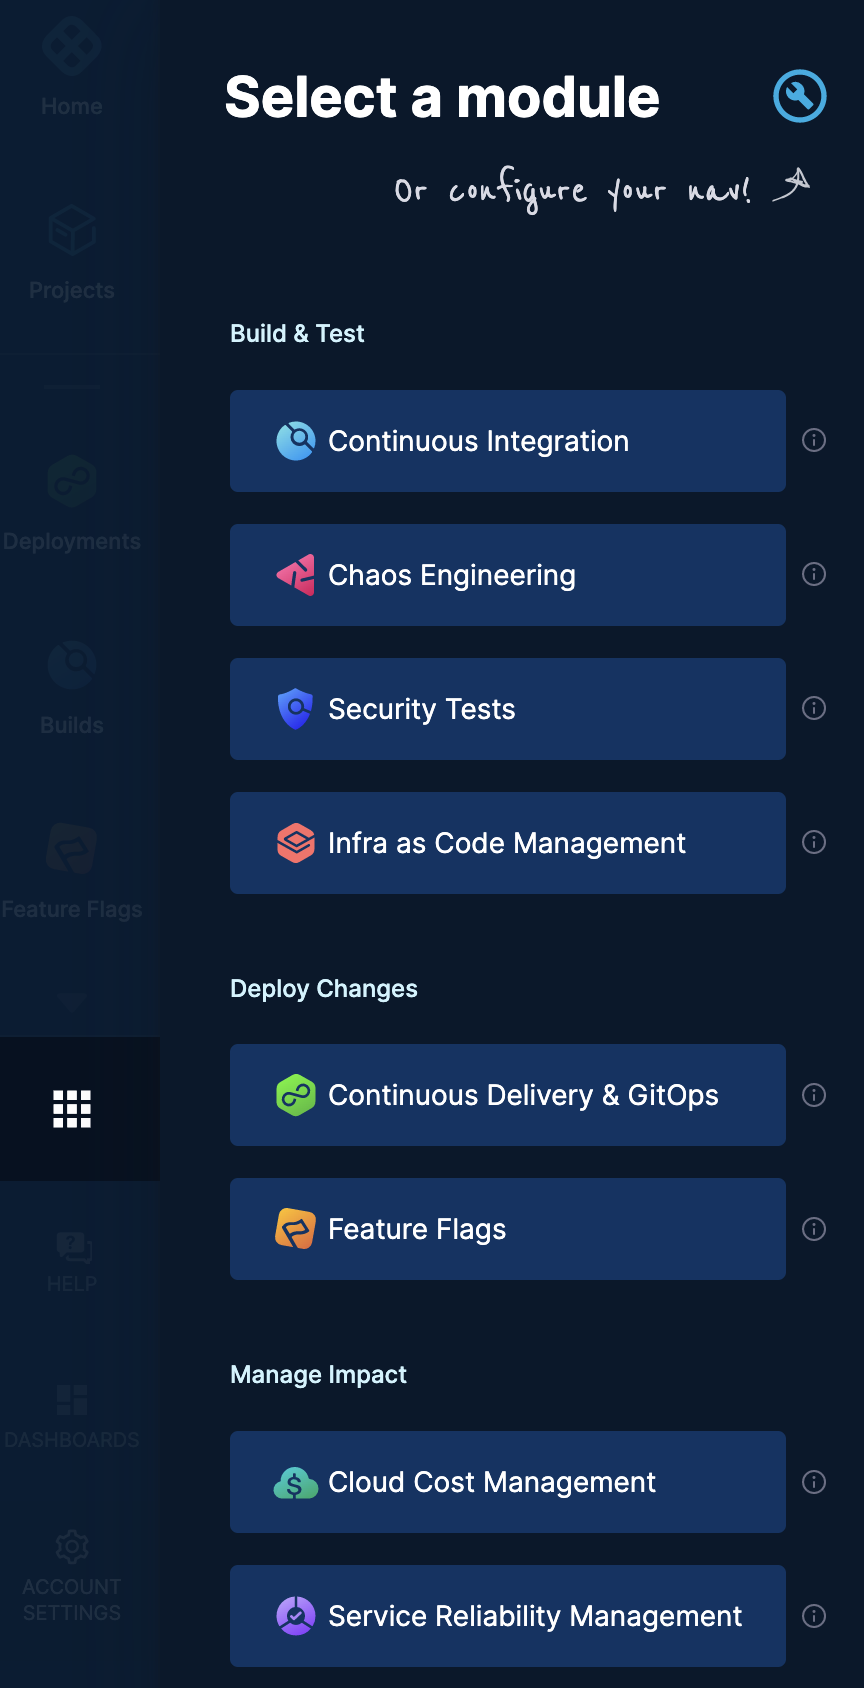 Home
Projects
Deployments
Builds
Feature Flags
HELP
DASHBOARDS
ACCOUNT
SETTINGS
Select a module
Or configure your nav!
Build & Test
Continuous Integration
Chaos Engineering
Security Tests
Infra as Code Management
Deploy Changes
Continuous Delivery & GitOps
Feature Flags
Manage Impact
Cloud Cost Management
Service Reliability Management